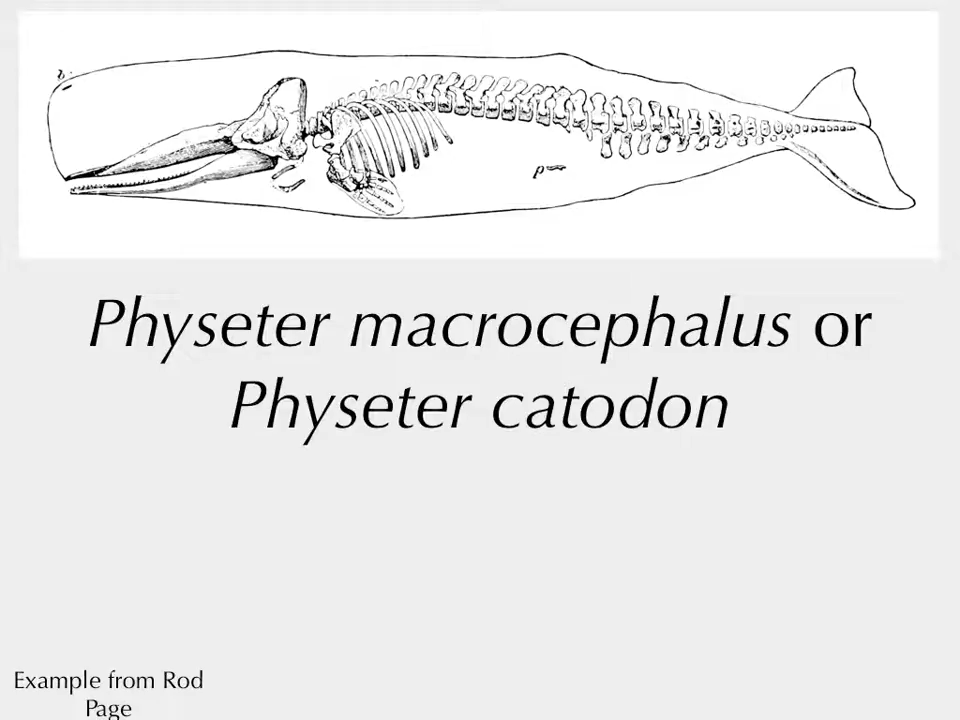 b.
p
Physeter macrocephalus or
Physeter catodon
Example from Rod
Page